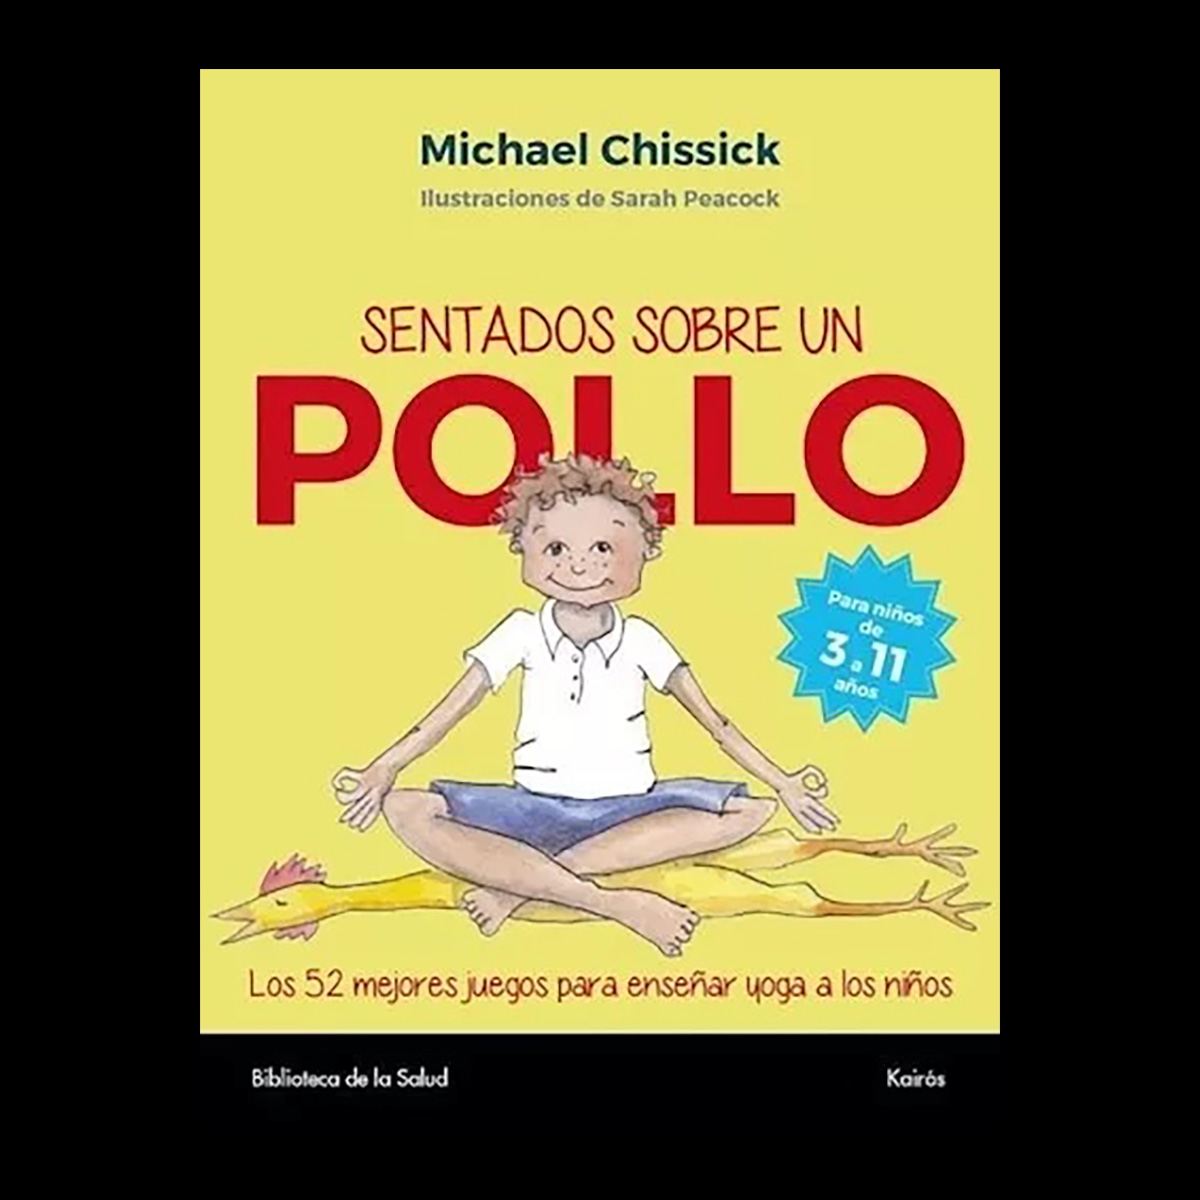 Michael Chissick
Ilustraciones de Sarah Peacock
SENTADOS SOBRE UN
POLLO
Para niños
de
3 a 11
años
Los 52 mejores juegos para enseñar yoga a los niños
Biblioteca de la Salud
Kairós